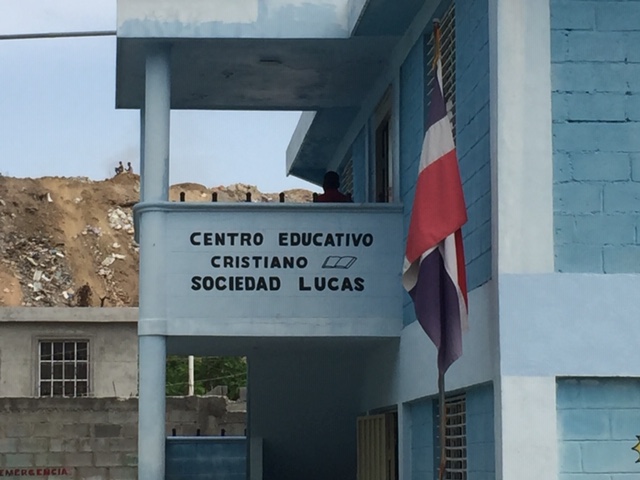 CENTRO EDUCATIVO
CRISTIANO
SOCIEDAD LUCAS
EMERGENCIA